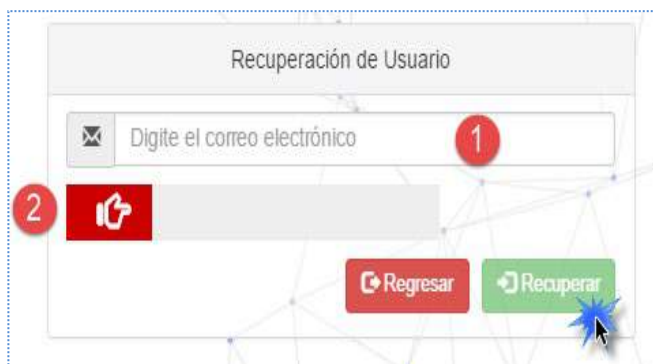 Recuperación de Usuario
Digite el correo electrónico
1
2
Regresar
Recuperar